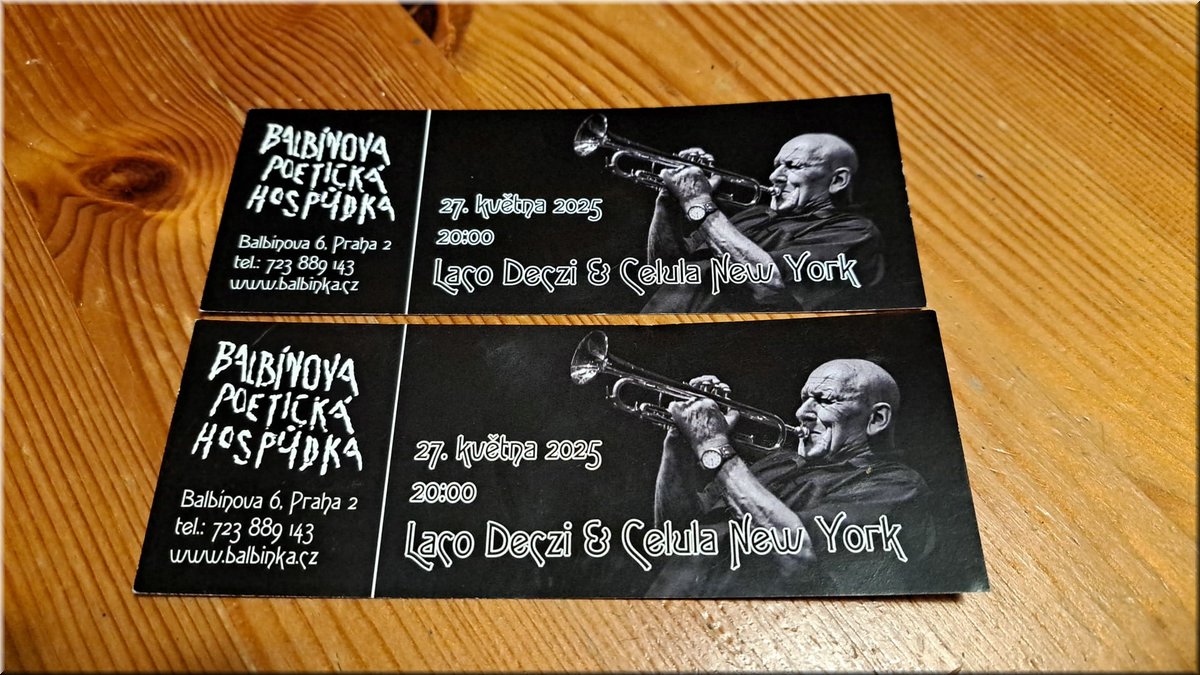 BALBÍNOVA
POETICKÁ
HOSPŮDKA
Balbínova 6, Praha 2
tel.: 723 889 143
www.balbinka.cz
27. května 2025
20:00
Laco Deczi & Celula New York
BALBÍNOVA
POETICKÁ
HOSPŮDKA
Balbínova 6, Praha 2
tel.: 723 889 143
www.balbinka.cz
27. května 2025
20:00
Laco Deczi & Celula New York